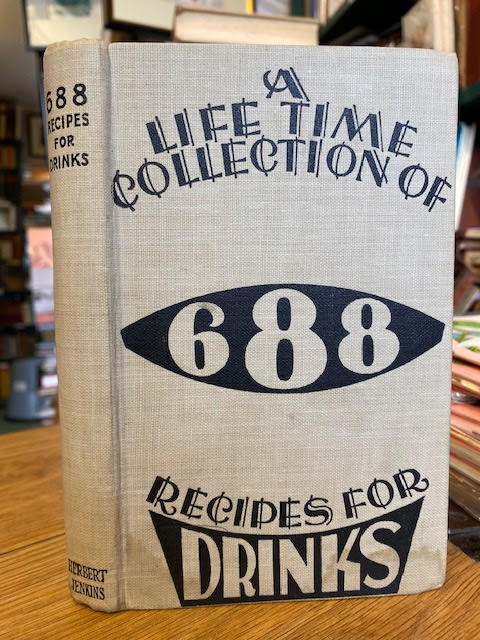 688
RECIPES
FOR
DRINKS
HERBERT
JENKINS
A
LIFE TIME
COLLECTION OF
688
RECIPES FOR
DRINKS